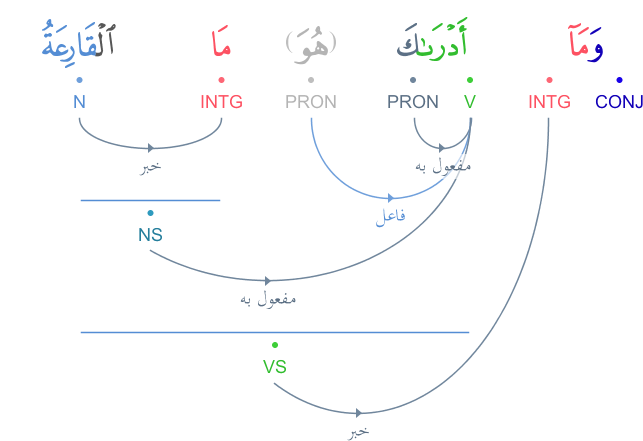 وَمَآ أَدْرَىٰكَ (هُوَ) مَا ٱلْقَارِعَةُ
CONJ INTG V PRON PRON INTG N
خبر
مفعول به
فاعل
NS
مفعول به
VS
خبر